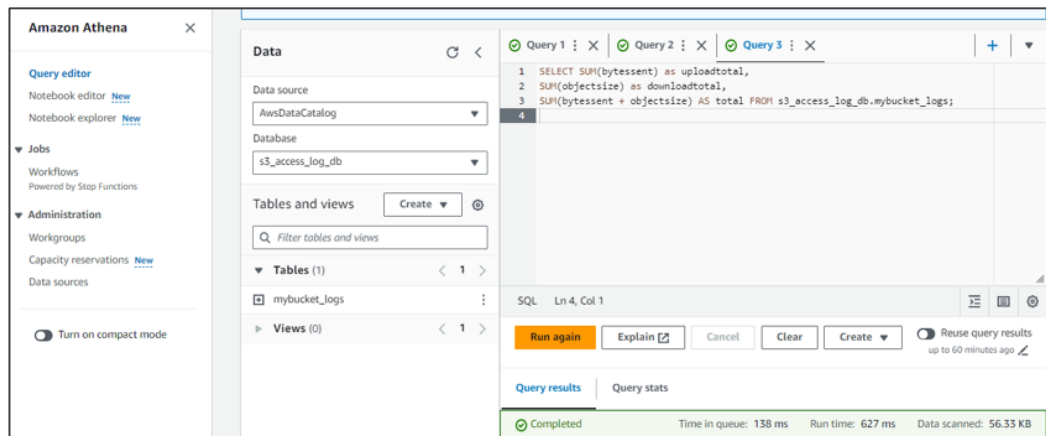 Amazon Athena
Query editor
Notebook editor New
Notebook explorer New
Jobs
Workflows
Powered by Step Functions
Administration
Workgroups
Capacity reservations New
Data sources
Turn on compact mode
Data
Data source
AwsDataCatalog
Database
s3_access_log_db
Tables and views Create
Filter tables and views
Tables (1) 1
mybucket_logs
Views (0) 1
Query 1 Query 2 Query 3
1 SELECT SUM(bytessent) as uploadtotal,
2 SUM(objectsize) as downloadtotal,
3 SUM(bytessent + objectsize) AS total FROM s3_access_log_db.mybucket_logs;
4
SQL Ln 4, Col 1
Run again Explain Cancel Clear Create Reuse query results
up to 60 minutes ago
Query results Query stats
Completed Time in queue: 138 ms Run time: 627 ms Data scanned: 56.33 KB